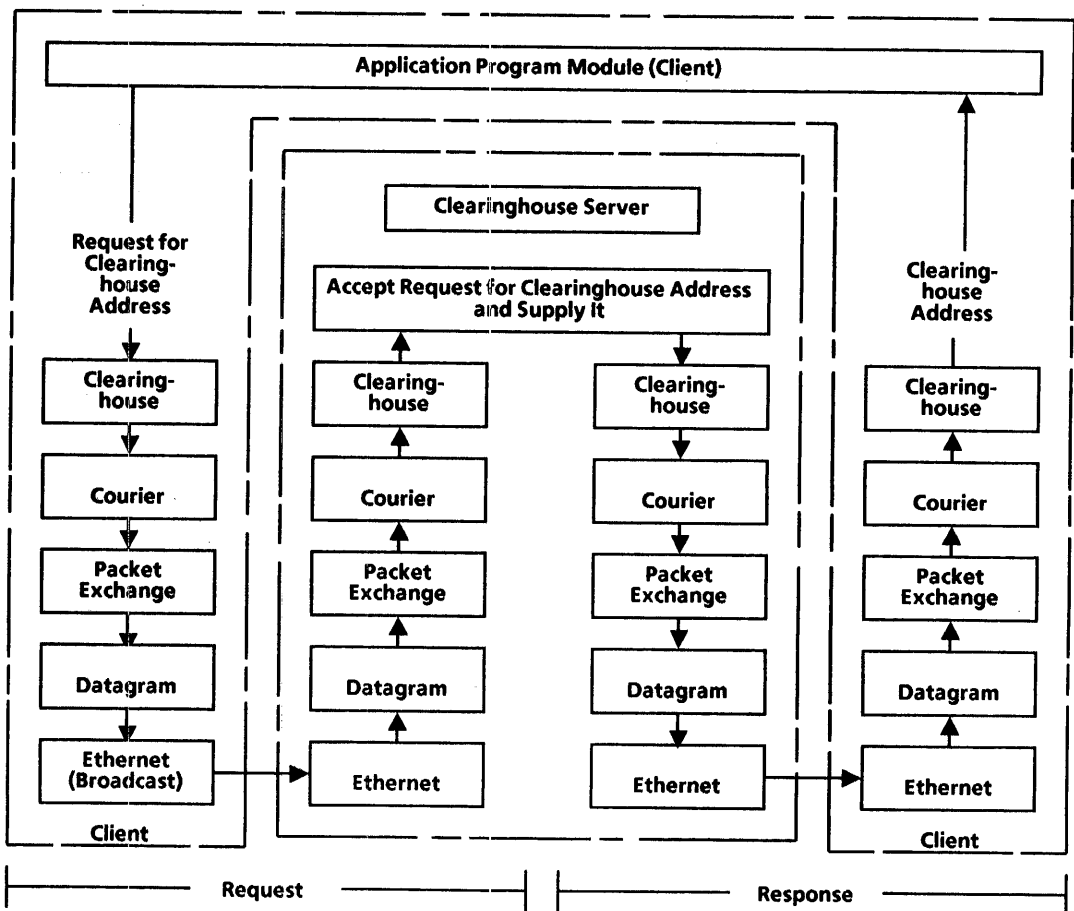 Application Program Module (Client)
Clearinghouse Server
Request for
Clearing-
house
Address
Accept Request for Clearinghouse Address
and Supply It
Clearing-
house
Address
Clearing-
house
Clearing-
house
Clearing-
house
Clearing-
house
Courier
Courier
Courier
Courier
Packet
Exchange
Packet
Exchange
Packet
Exchange
Packet
Exchange
Datagram
Datagram
Datagram
Datagram
Ethernet
(Broadcast)
Ethernet
Ethernet
Ethernet
Client
Client
Request
Response